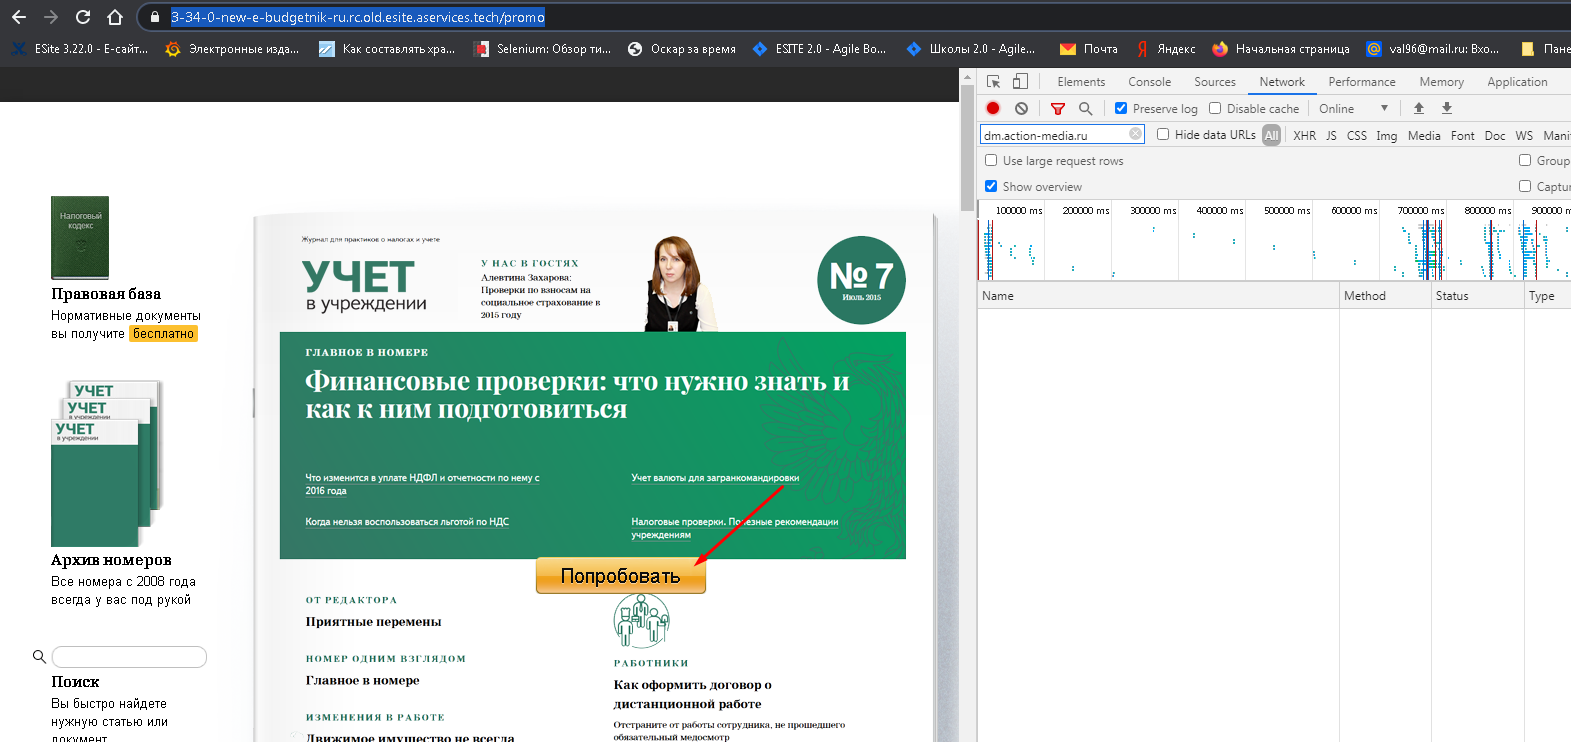 3-34-0-new-e-budgetnik-ru.rc.old.esite.aservices.tech/promo
ESite 3.22.0 - Е-сайт...
Электронные изда...
Как составлять хра...
Selenium: Обзор ти...
Оскар за время
ESITE 2.0 - Agile Bo...
Школы 2.0 - Agile...
Почта
Яндекс
Начальная страница
val96@mail.ru: Вхо...
Пане
Налоговый
кодекс
Правовая база
Нормативные документы
вы получите бесплатно
УЧЕТ
УЧЕТ
в учреждении
УЧЕТ
в учреждении
Архив номеров
Все номера с 2008 года
всегда у вас под рукой
Поиск
Вы быстро найдете
нужную статью или
документ
Журнал для практиков о налогах и учете
УЧЕТ
в учреждении
У НАС В ГОСТЯХ
Алевтина Захарова:
Проверки по взносам на
социальное страхование в
2015 году
№ 7
Июль 2015
ГЛАВНОЕ В НОМЕРЕ
Финансовые проверки: что нужно знать и
как к ним подготовиться
Что изменится в уплате НДФЛ и отчетности по нему с
2016 года
Учет валюты для загранкомандировки
Когда нельзя воспользоваться льготой по НДС
Налоговые проверки. Полезные рекомендации
учреждениям
Попробовать
ОТ РЕДАКТОРА
Приятные перемены
НОМЕР ОДНИМ ВЗГЛЯДОМ
Главное в номере
ИЗМЕНЕНИЯ В РАБОТЕ
Движимое имущество не всегда
РАБОТНИКИ
Как оформить договор о
дистанционной работе
Отстраните от работы сотрудника, не прошедшего
обязательный медосмотр
Elements Console Sources Network Performance Memory Application
Preserve log Disable cache Online
dm.action-media.ru Hide data URLs All XHR JS CSS Img Media Font Doc WS Mani
Use large request rows Group
Show overview Captu
100000 ms 200000 ms 300000 ms 400000 ms 500000 ms 600000 ms 700000 ms 800000 ms 900000 m
Name Method Status Type